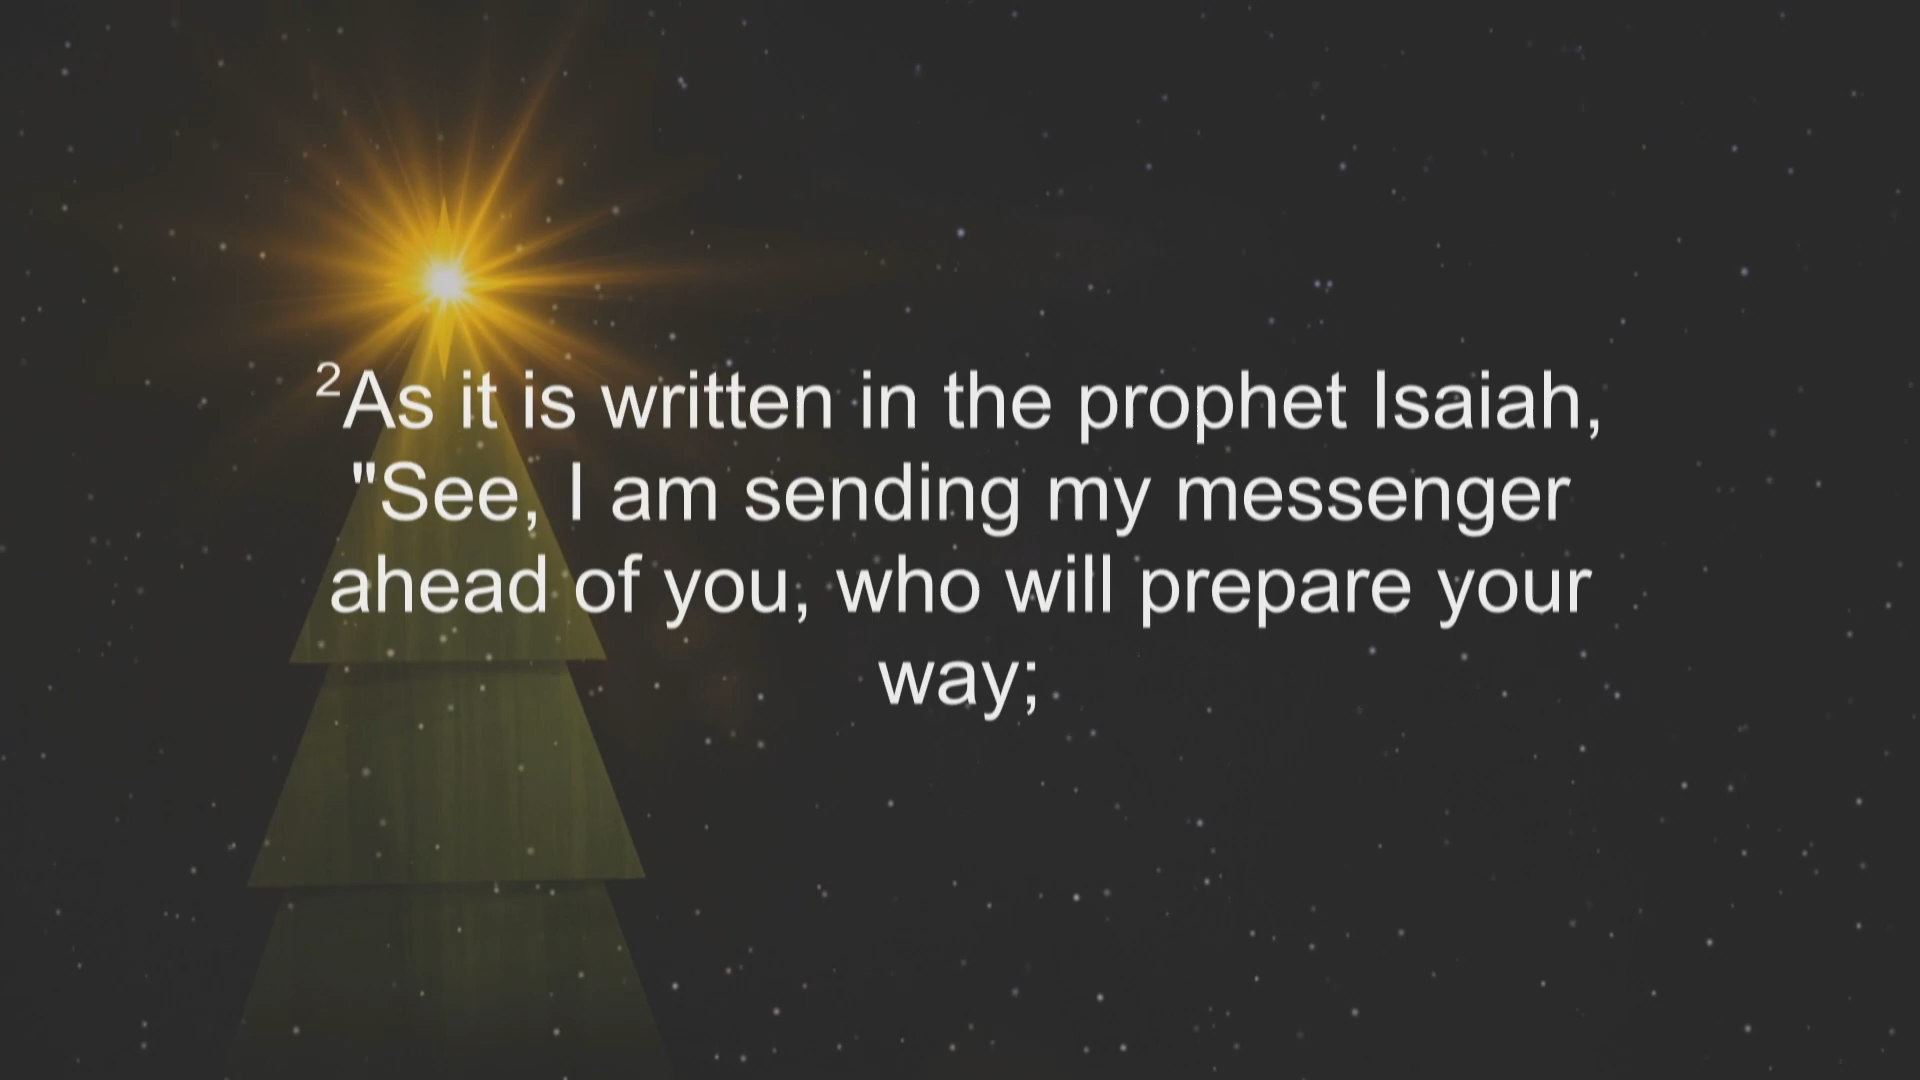 ²As it is written in the prophet Isaiah,
"See, I am sending my messenger
ahead of you, who will prepare your
way;